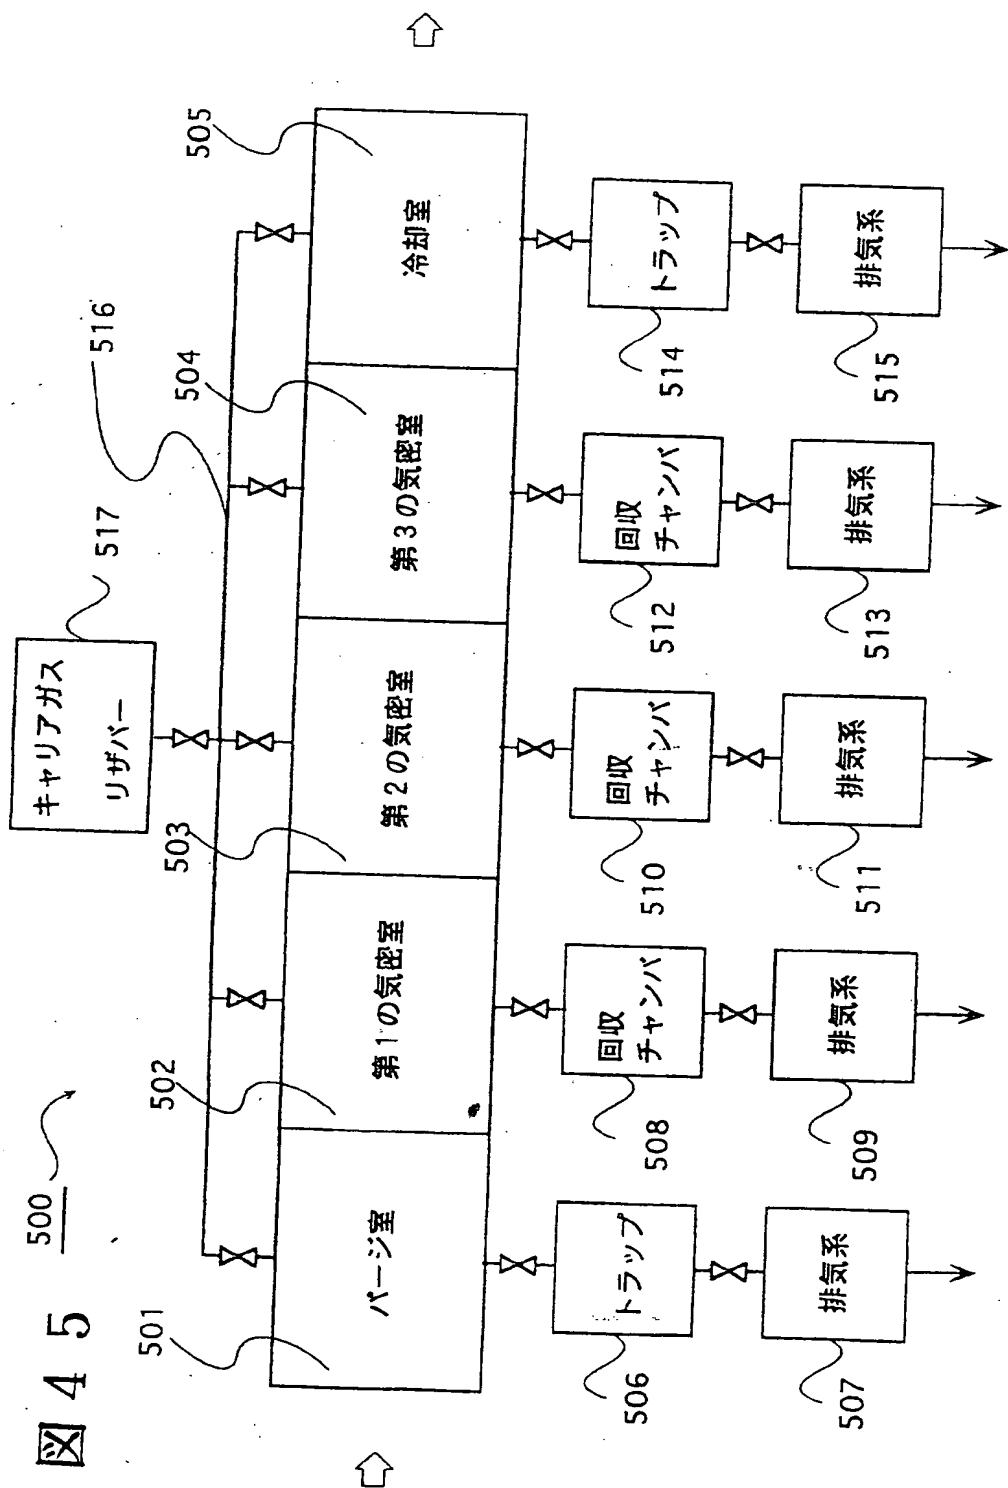 図45
500
キャリアガス
リザバー
517
516
501
502
503
504
505
パージ室
第1の気密室
第2の気密室
第3の気密室
冷却室
トラップ
回収
チャンバ
回収
チャンバ
回収
チャンバ
トラップ
506
508
510
512
514
排気系
排気系
排気系
排気系
排気系
507
509
511
513
515